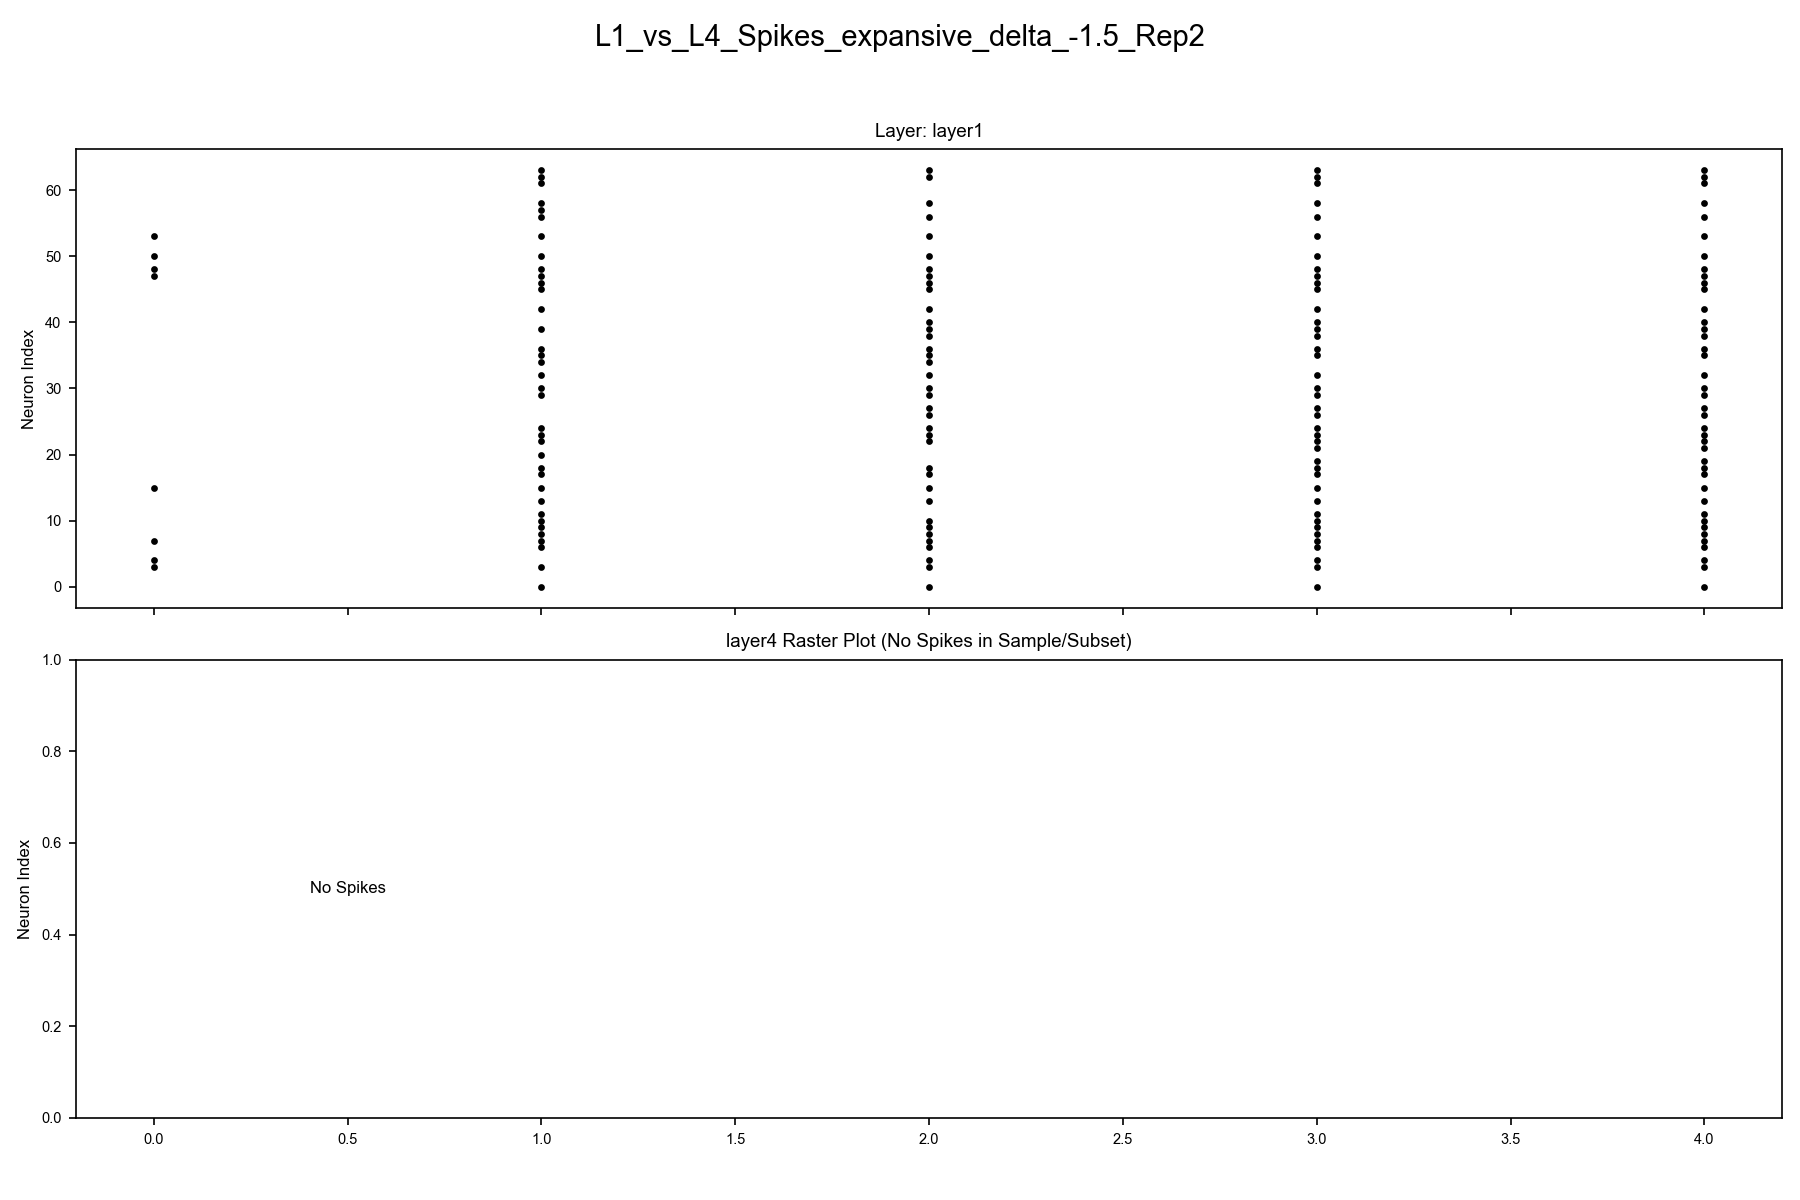 L1_vs_L4_Spikes_expansive_delta_-1.5_Rep2
Layer: layer1
60
50
40
30
20
10
0
Neuron Index
layer4 Raster Plot (No Spikes in Sample/Subset)
1.0
0.8
0.6
0.4
0.2
0.0
Neuron Index
No Spikes
0.0 0.5 1.0 1.5 2.0 2.5 3.0 3.5 4.0